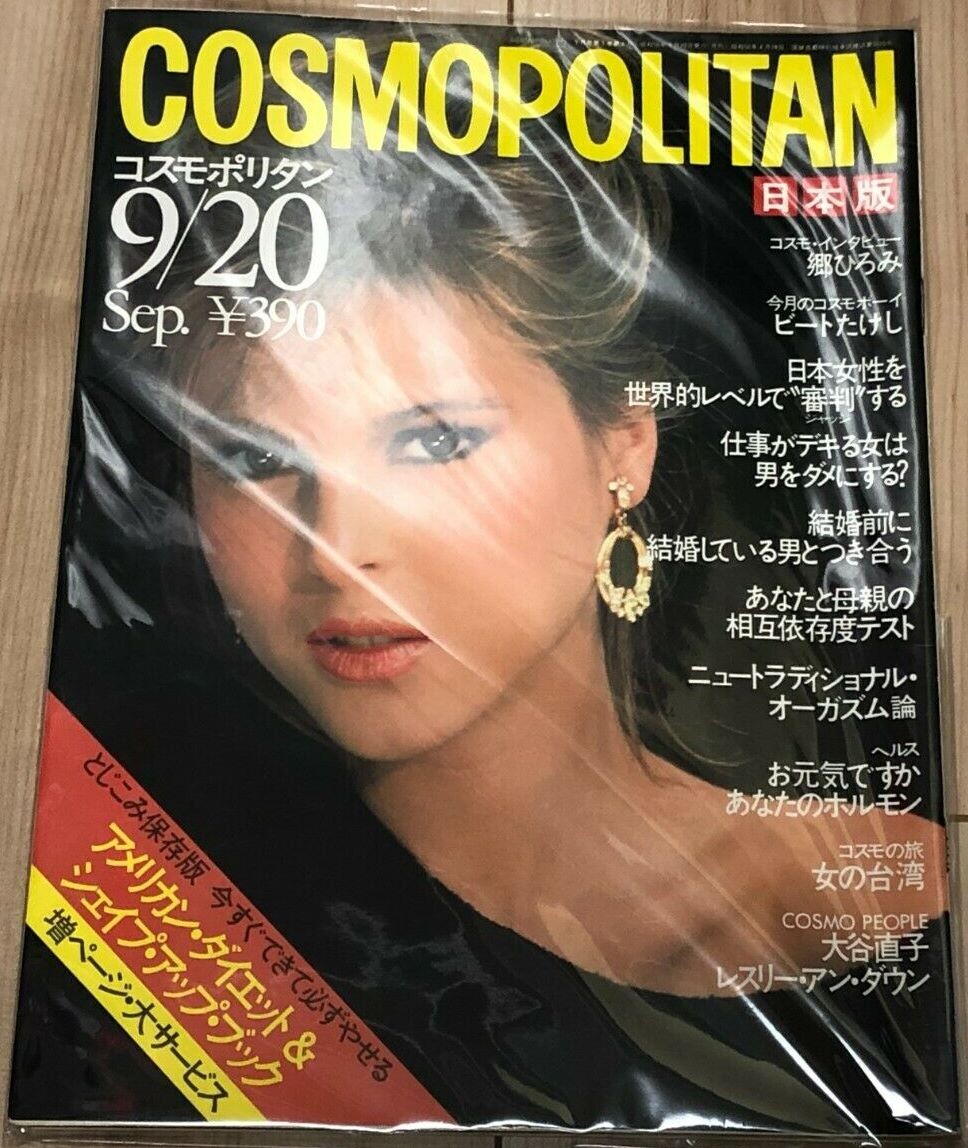 COSMOPOLITAN
コスモポリタン
9/20
Sep. ¥390
日本版
コスモ・インタビュー
郷ひろみ
今月のコスモボーイ
ビートたけし
日本女性を
世界的レベルで"審判"する
ジャッジ
仕事がデキる女は
男をダメにする?
結婚前に
結婚している男とつき合う
あなたと母親の
相互依存度テスト
ニュートラディショナル・
オーガズム論
ヘルス
お元気ですか
あなたのホルモン
コスモの旅
女の台湾
COSMO PEOPLE
大谷直子
レスリー・アン・ダウン
とじこみ保存版 今すぐできて必ずやせる
アメリカン・ダイエット&
シェイプ・アップ・ブック
増ページ・大サービス